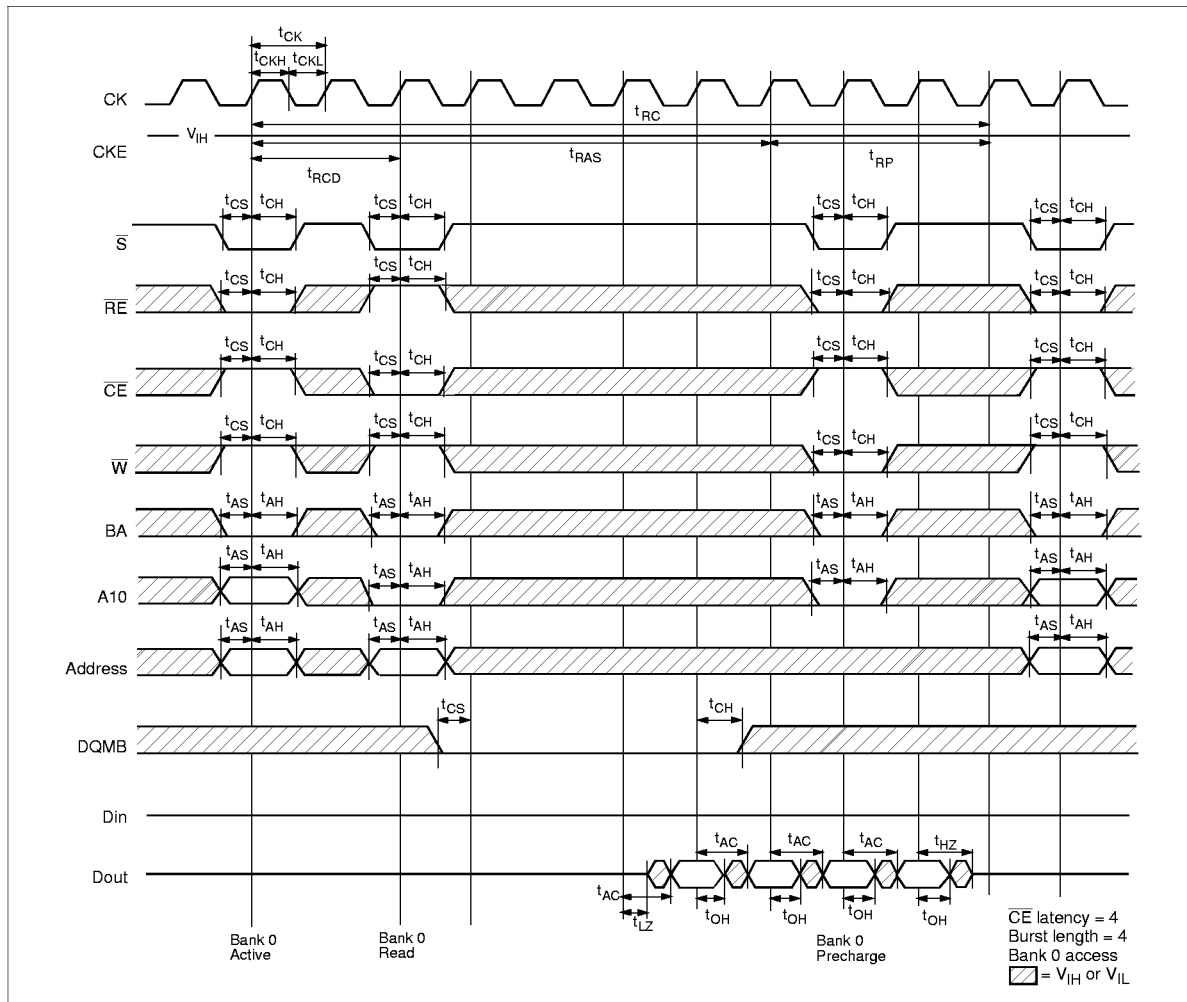 tCK
tCKH tCKL
CK
tRC
VIH
CKE
tRAS tRP
tRCD
tCS tCH tCS tCH tCS tCH tCS tCH
S̅
tCS tCH tCS tCH tCS tCH tCS tCH
R̅E̅
tCS tCH tCS tCH tCS tCH tCS tCH
C̅E̅
tCS tCH tCS tCH tCS tCH tCS tCH
W̅
tAS tAH tAS tAH tAS tAH tAS tAH
BA
tAS tAH tAS tAH tAS tAH tAS tAH
A10
tAS tAH tAS tAH tAS tAH
Address
tCS tCH
DQMB
Din
tAC tAC tAC tHZ
Dout
tAC
tLZ tOH tOH tOH tOH
Bank 0
Active
Bank 0
Read
Bank 0
Precharge
C̅E̅ latency = 4
Burst length = 4
Bank 0 access
= VIH or VIL